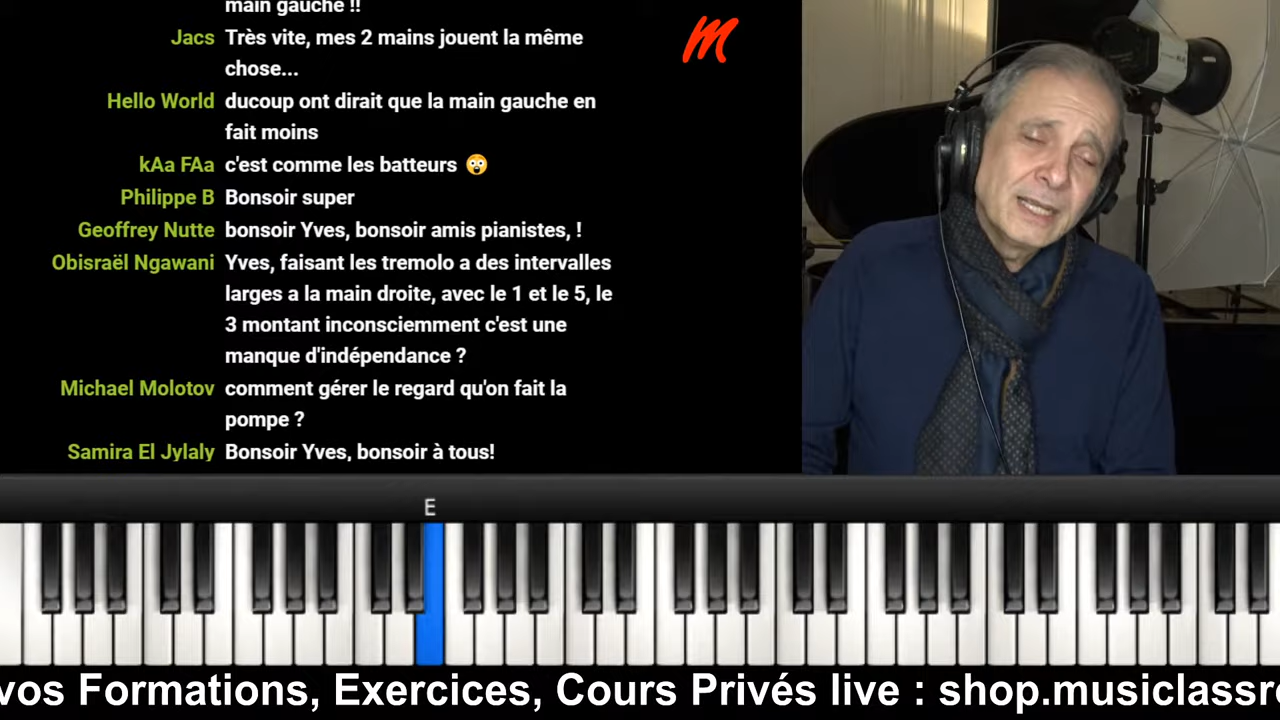 main gauche !!
Jacs Très vite, mes 2 mains jouent la même
chose...
Hello World ducoup ont dirait que la main gauche en
fait moins
kAa FAa c'est comme les batteurs 😲
Philippe B Bonsoir super
Geoffrey Nutte bonsoir Yves, bonsoir amis pianistes, !
Obisraël Ngawani Yves, faisant les tremolo a des intervalles
larges a la main droite, avec le 1 et le 5, le
3 montant inconsciemment c'est une
manque d'indépendance ?
Michael Molotov comment gérer le regard qu'on fait la
pompe ?
Samira El Jylaly Bonsoir Yves, bonsoir à tous!
m
E
vos Formations, Exercices, Cours Privés live : shop.musiclassr